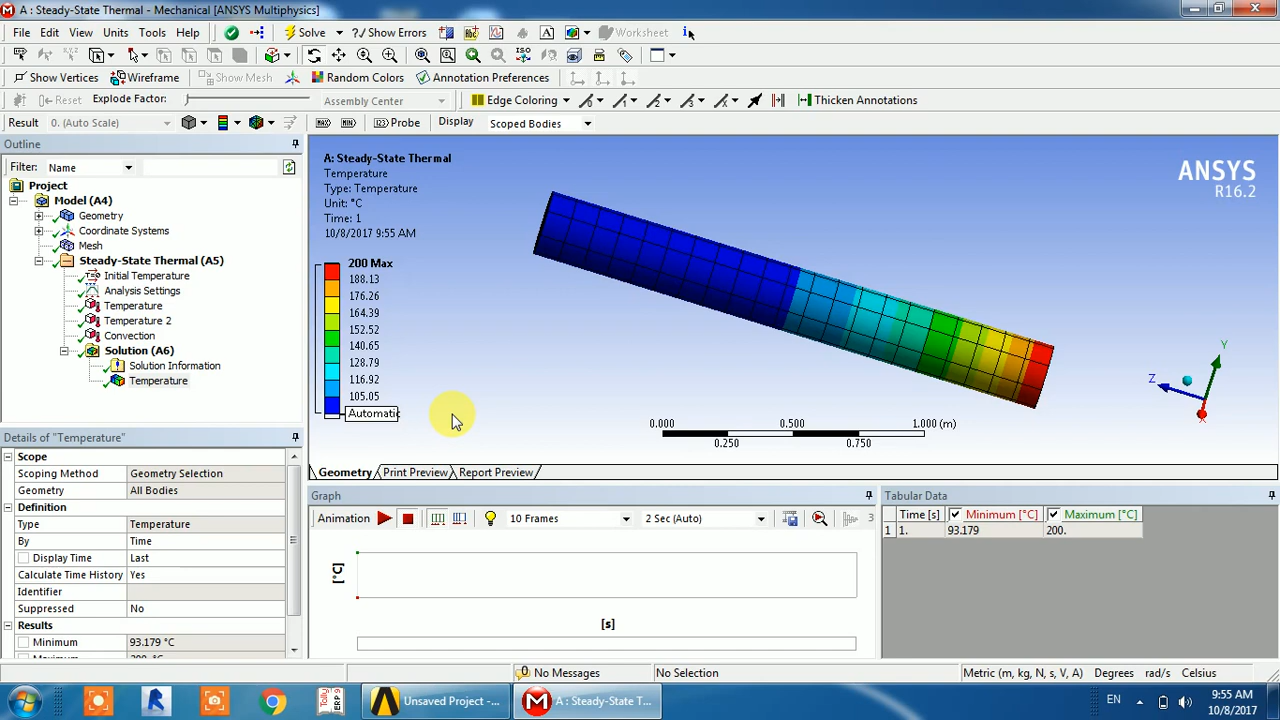 A : Steady-State Thermal - Mechanical [ANSYS Multiphysics]
File Edit View Units Tools Help Solve ?/ Show Errors Worksheet
Show Vertices Wireframe Show Mesh Random Colors Annotation Preferences
Reset Explode Factor: Assembly Center Edge Coloring Thicken Annotations
Result 0. (Auto Scale) MAX MIN Probe Display Scoped Bodies
Outline
Filter: Name
Project
Model (A4)
Geometry
Coordinate Systems
Mesh
Steady-State Thermal (A5)
Initial Temperature
Analysis Settings
Temperature
Temperature 2
Convection
Solution (A6)
Solution Information
Temperature
Details of "Temperature"
Scope
Scoping Method Geometry Selection
Geometry All Bodies
Definition
Type Temperature
By Time
Display Time Last
Calculate Time History Yes
Identifier
Suppressed No
Results
Minimum 93.179 °C
A: Steady-State Thermal
Temperature
Type: Temperature
Unit: °C
Time: 1
10/8/2017 9:55 AM
200 Max
188.13
176.26
164.39
152.52
140.65
128.79
116.92
105.05
Automatic
ANSYS
R16.2
0.000 0.500 1.000 (m)
0.250 0.750
Y
Z
X
Geometry Print Preview Report Preview
Graph
Animation 10 Frames 2 Sec (Auto) 3
[°C]
[s]
Tabular Data
Time [s] Minimum [°C] Maximum [°C]
1 1. 93.179 200.
No Messages No Selection Metric (m, kg, N, s, V, A) Degrees rad/s Celsius
Unsaved Project -... A : Steady-State T... EN 9:55 AM
10/8/2017